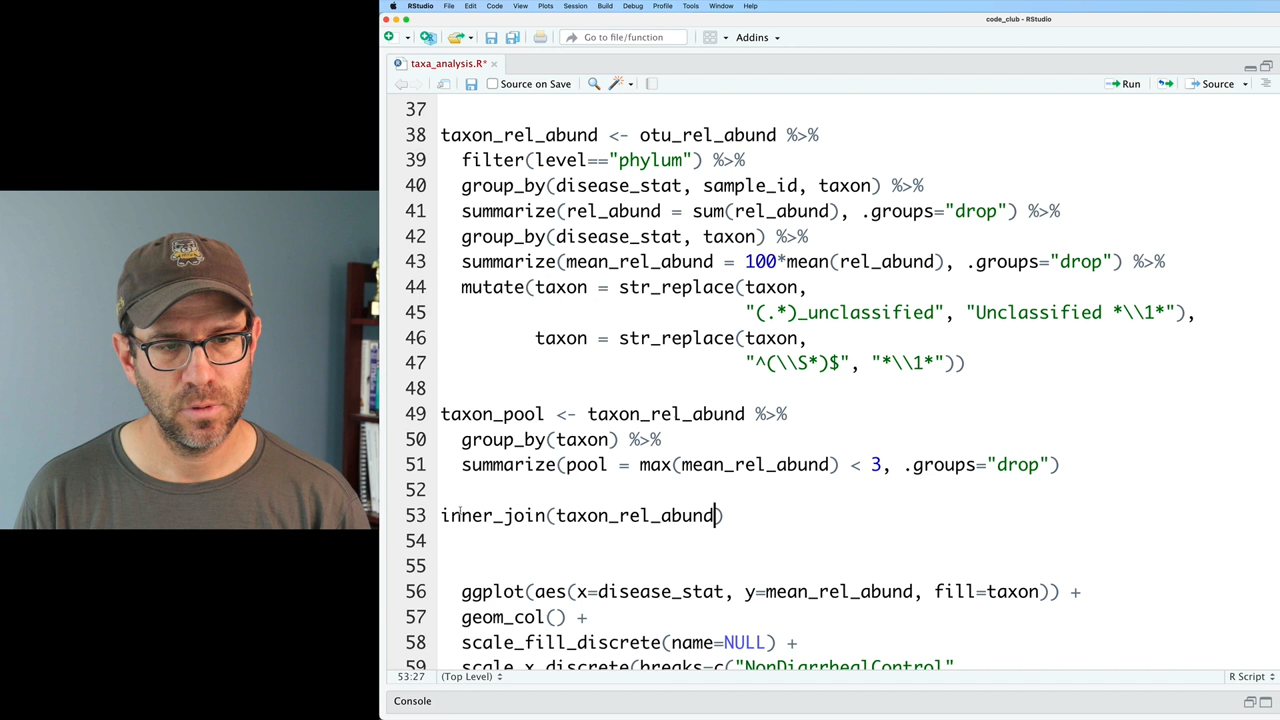 RStudio File Edit Code View Plots Session Build Debug Profile Tools Window Help
code_club - RStudio
Go to file/function Addins
taxa_analysis.R*
Source on Save Run Source
37
38 taxon_rel_abund <- otu_rel_abund %>%
39 filter(level=="phylum") %>%
40 group_by(disease_stat, sample_id, taxon) %>%
41 summarize(rel_abund = sum(rel_abund), .groups="drop") %>%
42 group_by(disease_stat, taxon) %>%
43 summarize(mean_rel_abund = 100*mean(rel_abund), .groups="drop") %>%
44 mutate(taxon = str_replace(taxon,
45 "(.*)_unclassified", "Unclassified *\\1*"),
46 taxon = str_replace(taxon,
47 "^(\\S*)$", "*\\1*"))
48
49 taxon_pool <- taxon_rel_abund %>%
50 group_by(taxon) %>%
51 summarize(pool = max(mean_rel_abund) < 3, .groups="drop")
52
53 inner_join(taxon_rel_abund)
54
55
56 ggplot(aes(x=disease_stat, y=mean_rel_abund, fill=taxon)) +
57 geom_col() +
58 scale_fill_discrete(name=NULL) +
59 scale_x_discrete(breaks=c("NonDiarrhealControl",
53:27 (Top Level) R Script
Console